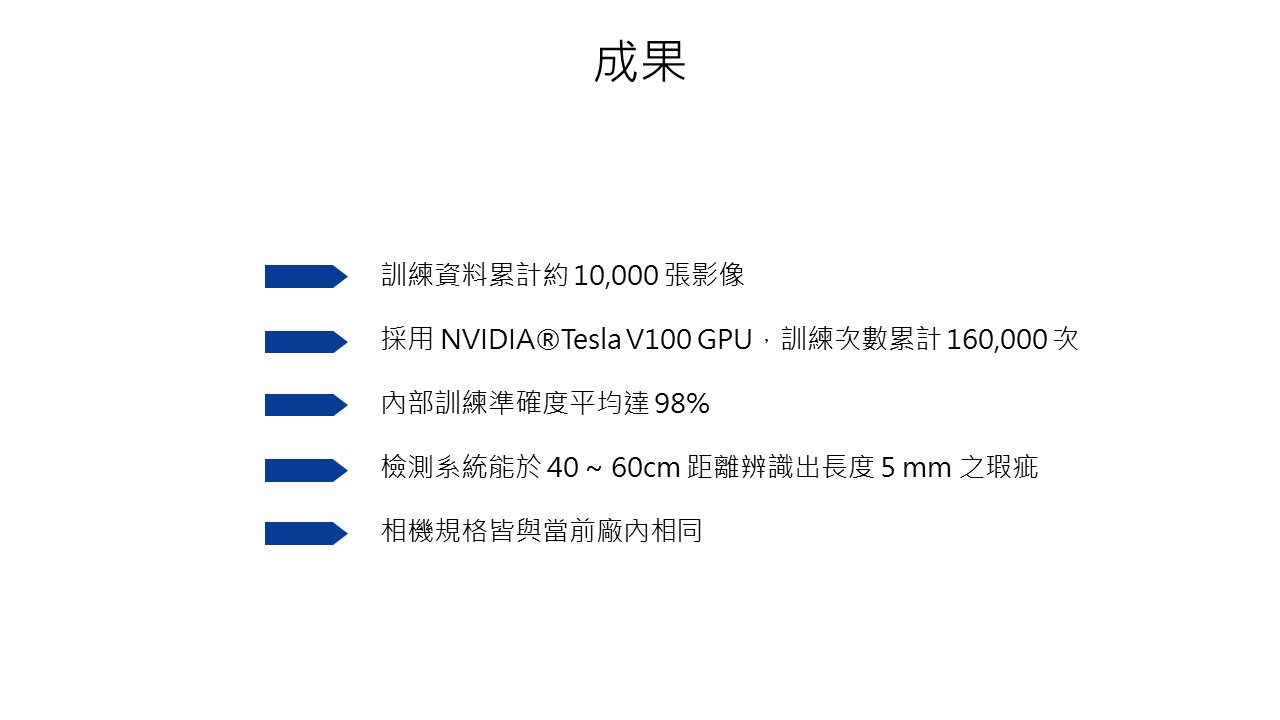 成果
訓練資料累計約 10,000 張影像
採用 NVIDIA®Tesla V100 GPU，訓練次數累計 160,000 次
內部訓練準確度平均達 98%
檢測系統能於 40 ~ 60cm 距離辨識出長度 5 mm 之瑕疵
相機規格皆與當前廠內相同